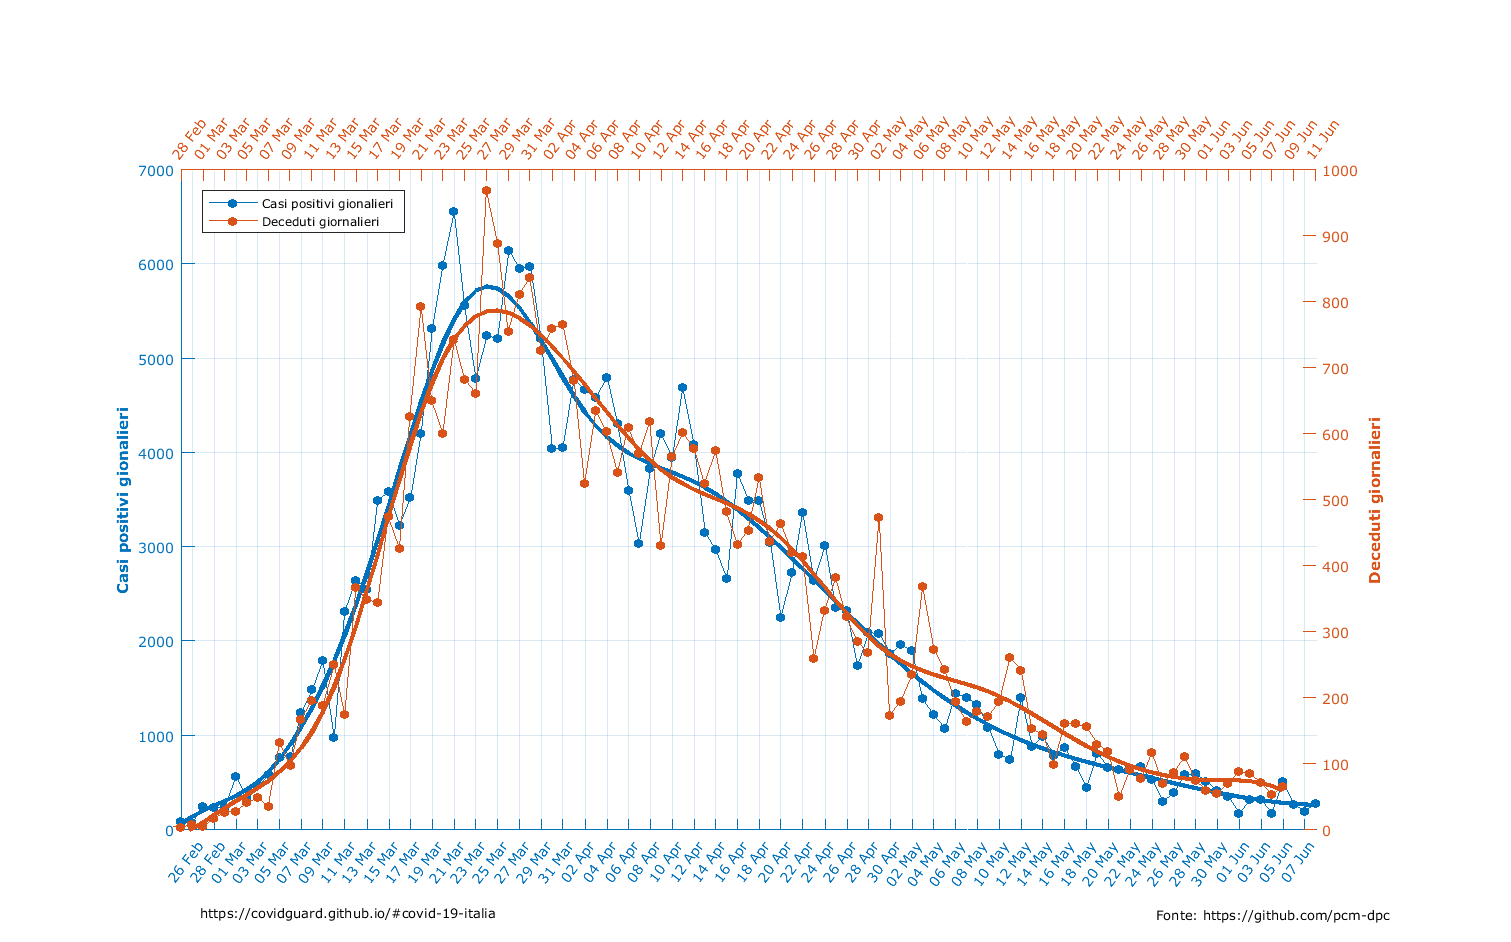 28 Feb
01 Mar
03 Mar
05 Mar
07 Mar
09 Mar
11 Mar
13 Mar
15 Mar
17 Mar
19 Mar
21 Mar
23 Mar
25 Mar
27 Mar
29 Mar
31 Mar
02 Apr
04 Apr
06 Apr
08 Apr
10 Apr
12 Apr
14 Apr
16 Apr
18 Apr
20 Apr
22 Apr
24 Apr
26 Apr
28 Apr
30 Apr
02 May
04 May
06 May
08 May
10 May
12 May
14 May
16 May
18 May
20 May
22 May
24 May
26 May
28 May
30 May
01 Jun
03 Jun
05 Jun
07 Jun
09 Jun
11 Jun
Casi positivi gionalieri
Deceduti giornalieri
7000
6000
5000
4000
3000
2000
1000
0
Casi positivi gionalieri
1000
900
800
700
600
500
400
300
200
100
0
Deceduti giornalieri
26 Feb
28 Feb
01 Mar
03 Mar
05 Mar
07 Mar
09 Mar
11 Mar
13 Mar
15 Mar
17 Mar
19 Mar
21 Mar
23 Mar
25 Mar
27 Mar
29 Mar
31 Mar
02 Apr
04 Apr
06 Apr
08 Apr
10 Apr
12 Apr
14 Apr
16 Apr
18 Apr
20 Apr
22 Apr
24 Apr
26 Apr
28 Apr
30 Apr
02 May
04 May
06 May
08 May
10 May
12 May
14 May
16 May
18 May
20 May
22 May
24 May
26 May
28 May
30 May
01 Jun
03 Jun
05 Jun
07 Jun
https://covidguard.github.io/#covid-19-italia
Fonte: https://github.com/pcm-dpc